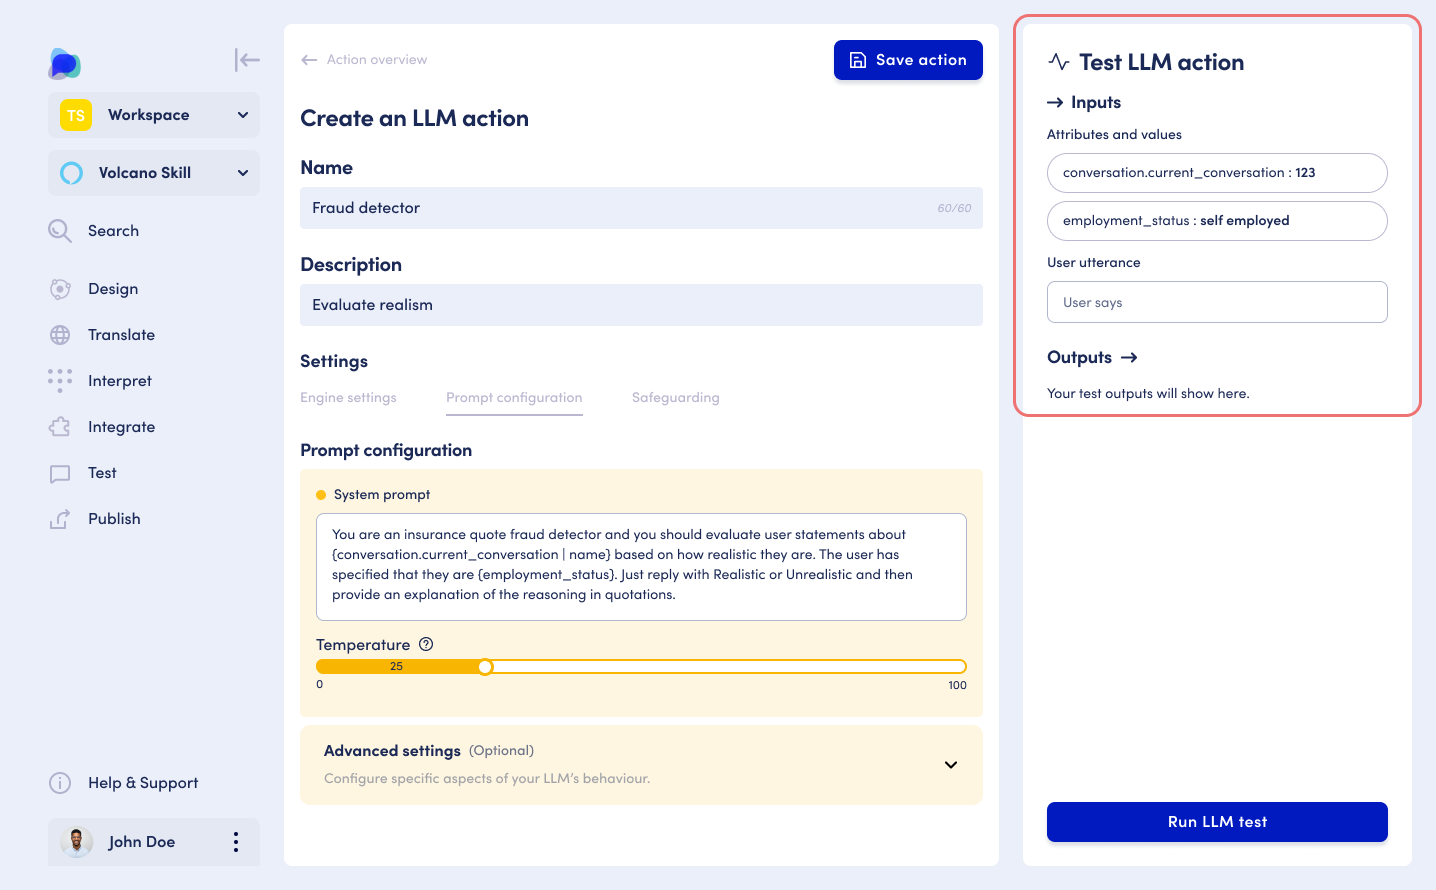 TS
Workspace
Volcano Skill
Search
Design
Translate
Interpret
Integrate
Test
Publish
Help & Support
John Doe
Action overview
Save action
Create an LLM action
Name
Fraud detector
60/60
Description
Evaluate realism
Settings
Engine settings
Prompt configuration
Safeguarding
Prompt configuration
System prompt
You are an insurance quote fraud detector and you should evaluate user statements about
{conversation.current_conversation | name} based on how realistic they are. The user has
specified that they are {employment_status}. Just reply with Realistic or Unrealistic and then
provide an explanation of the reasoning in quotations.
Temperature ?
25
0
100
Advanced settings (Optional)
Configure specific aspects of your LLM's behaviour.
Test LLM action
→ Inputs
Attributes and values
conversation.current_conversation : 123
employment_status : self employed
User utterance
User says
Outputs →
Your test outputs will show here.
Run LLM test